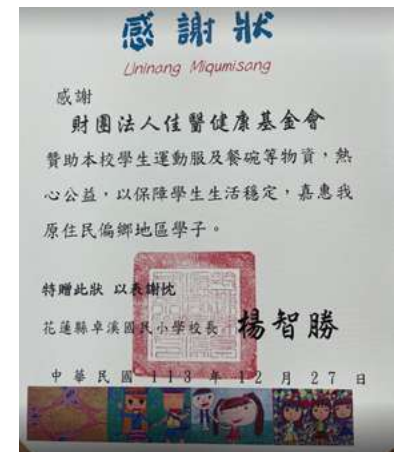 感謝狀
Uninang Miqumisang
感謝
財團法人佳醫健康基金會
贊助本校學生運動服及餐碗等物資，熱
心公益，以保障學生生活穩定，嘉惠我
原住民偏鄉地區學子。
特贈此狀 以表謝忱
花蓮縣卓溪國民小學校長 楊智勝
中華民國 113 年 12 月 27 日